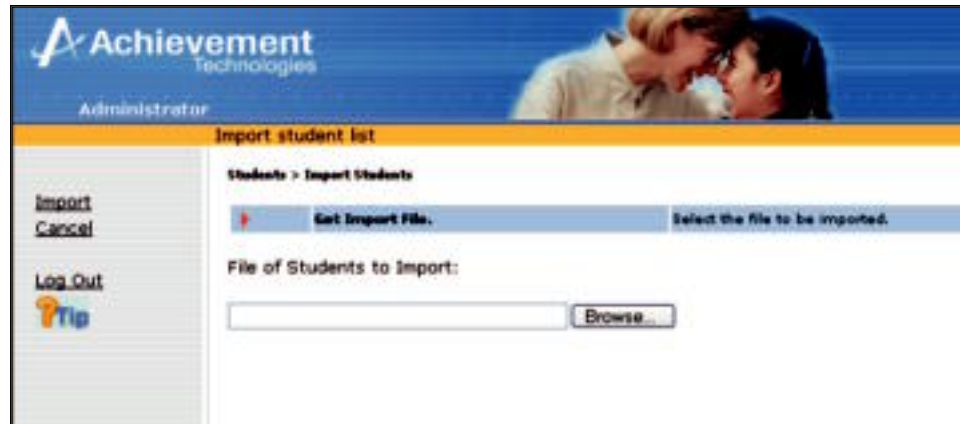 Achievement
Technologies
Administrator
Import student list
Students > Import Students
Import
Cancel
Get Import File.
Select the file to be imported.
Log Out
?Tip
File of Students to Import:
Browse...